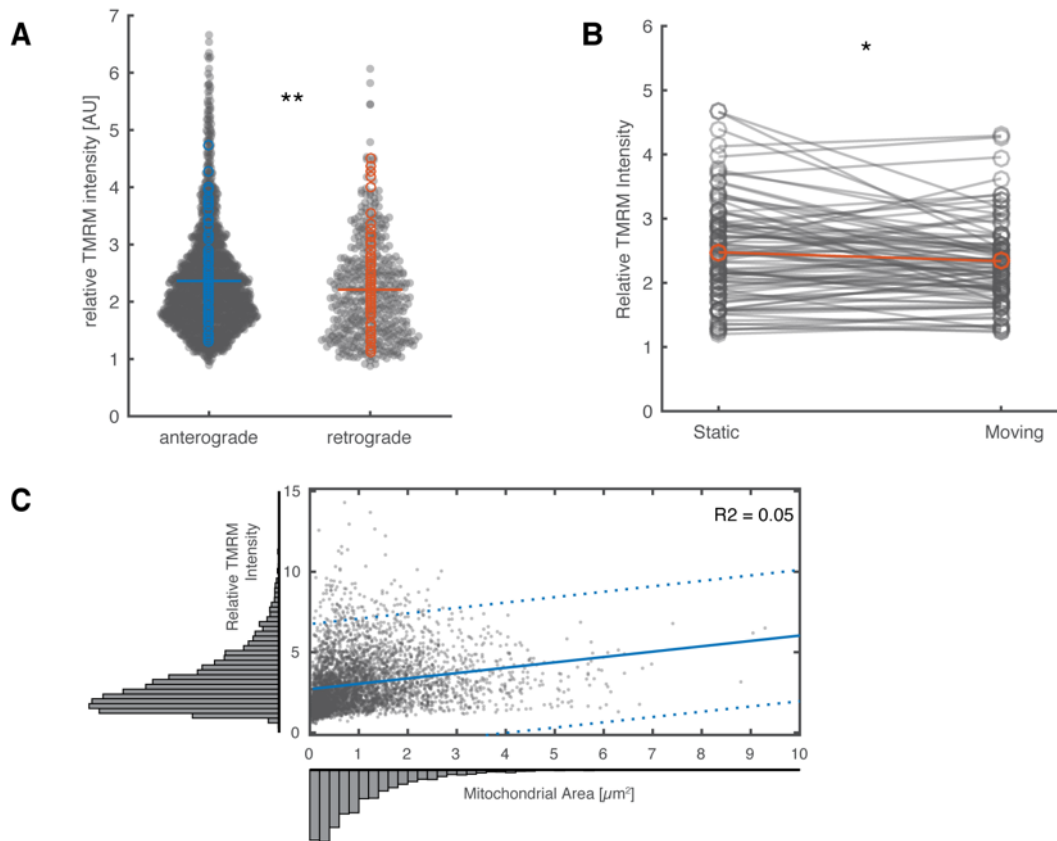 A
relative TMRM intensity [AU]
7
6
5
4
3
2
1
0
**
anterograde
retrograde
B
Relative TMRM Intensity
6
5
4
3
2
1
0
*
Static
Moving
C
Relative TMRM
Intensity
15
10
5
0
R2 = 0.05
0 1 2 3 4 5 6 7 8 9 10
Mitochondrial Area [μm²]